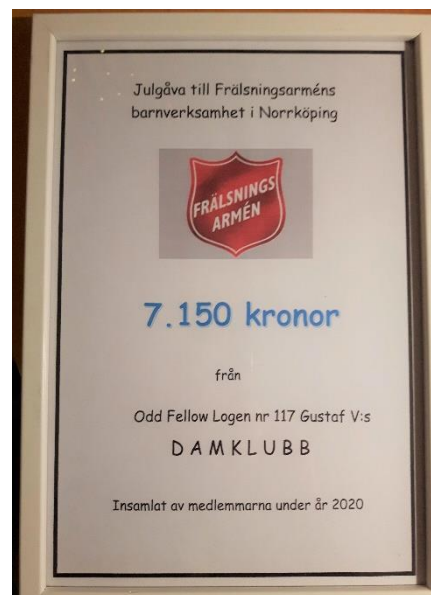 Julgåva till Frälsningsarméns
barnverksamhet i Norrköping
FRÄLSNINGS
ARMÉN
7.150 kronor
från
Odd Fellow Logen nr 117 Gustaf V:s
DAMKLUBB
Insamlat av medlemmarna under år 2020